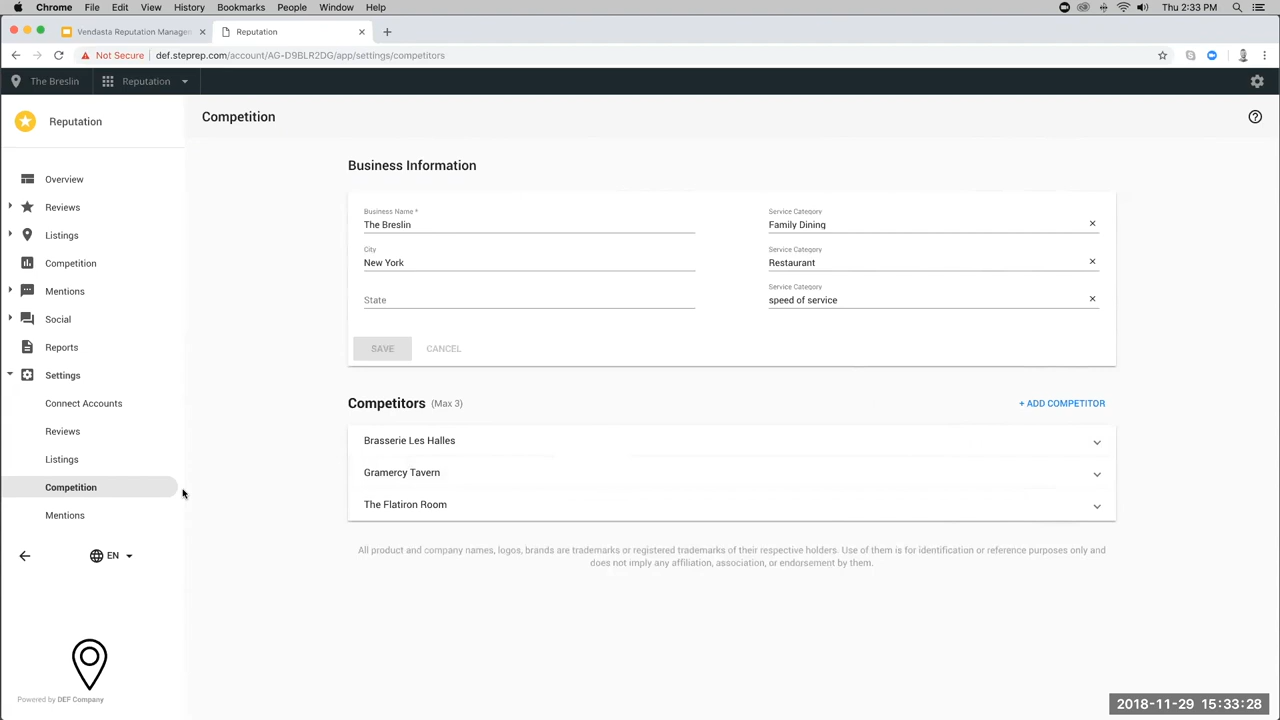 Chrome File Edit View History Bookmarks People Window Help Thu 2:33 PM
Vendasta Reputation Manage × Reputation × +
Not Secure def.steprep.com/account/AG-D9BLR2DG/app/settings/competitors
The Breslin Reputation
Reputation
Overview
Reviews
Listings
Competition
Mentions
Social
Reports
Settings
Connect Accounts
Reviews
Listings
Competition
Mentions
EN
Powered by DEF Company
Competition
Business Information
Business Name *
The Breslin
City
New York
State
Service Category
Family Dining
Service Category
Restaurant
Service Category
speed of service
SAVE CANCEL
Competitors (Max 3) + ADD COMPETITOR
Brasserie Les Halles
Gramercy Tavern
The Flatiron Room
All product and company names, logos, brands are trademarks or registered trademarks of their respective holders. Use of them is for identification or reference purposes only and
does not imply any affiliation, association, or endorsement by them.
2018-11-29 15:33:28